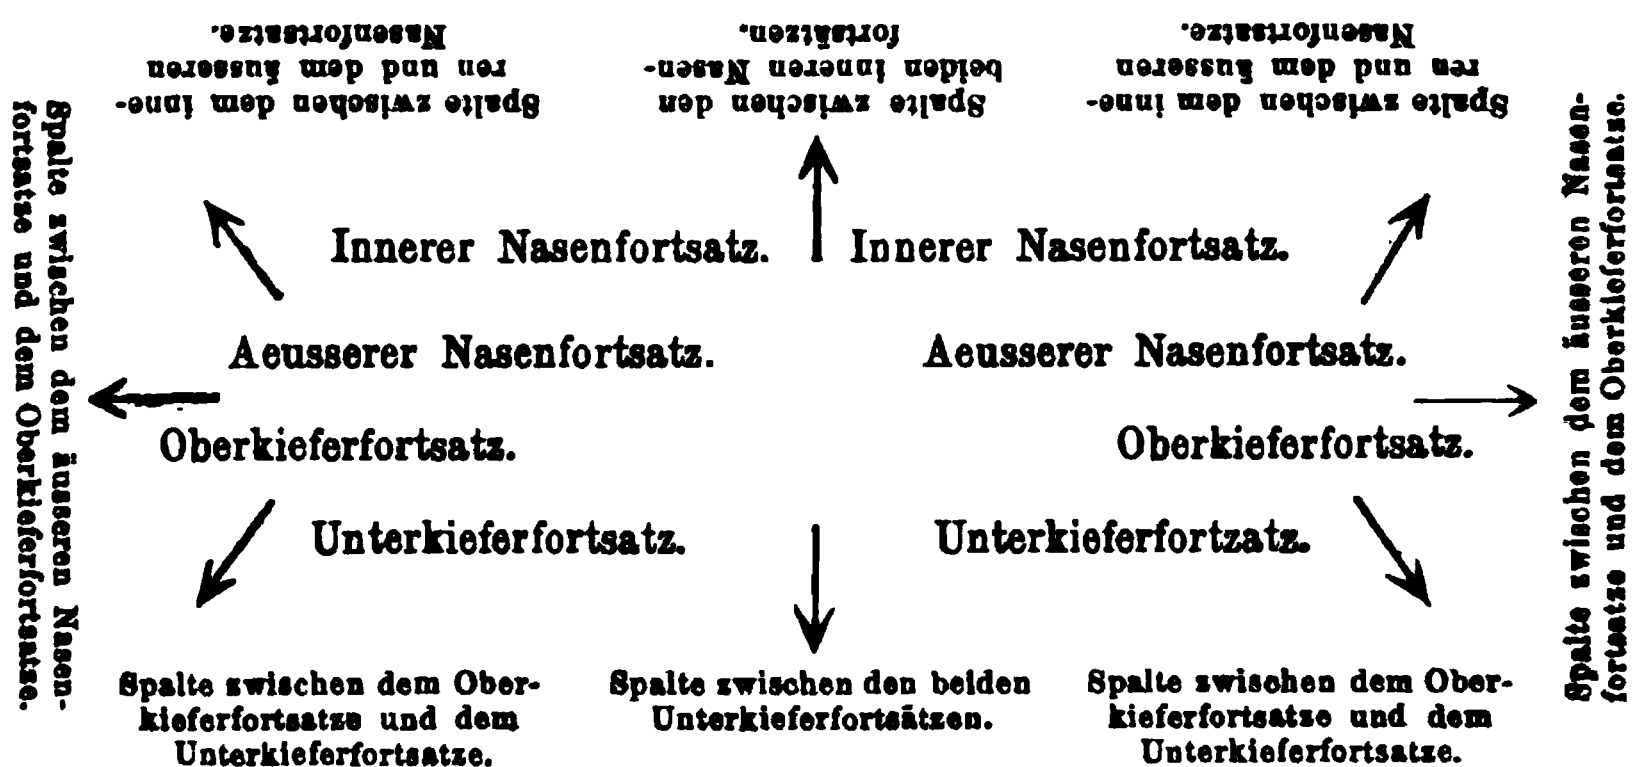 Spalte zwischen dem inne-
ren und dem äusseren
Nasenfortsatze.
Spalte zwischen den
beiden inneren Nasen-
fortsätzen.
Spalte zwischen dem inne-
ren und dem äusseren
Nasenfortsatze.
Spalte zwischen dem äusseren Nasen-
fortsatze und dem Oberkieferfortsatze.
Innerer Nasenfortsatz.
Innerer Nasenfortsatz.
Aeusserer Nasenfortsatz.
Aeusserer Nasenfortsatz.
Oberkieferfortsatz.
Oberkieferfortsatz.
Unterkieferfortsatz.
Unterkieferfortzatz.
Spalte zwischen dem äusseren Nasen-
fortsatze und dem Oberkieferfortsatze.
Spalte zwischen dem Ober-
kieferfortsatze und dem
Unterkieferfortsatze.
Spalte zwischen den beiden
Unterkieferfortsätzen.
Spalte zwischen dem Ober-
kieferfortsatze und dem
Unterkieferfortsatze.